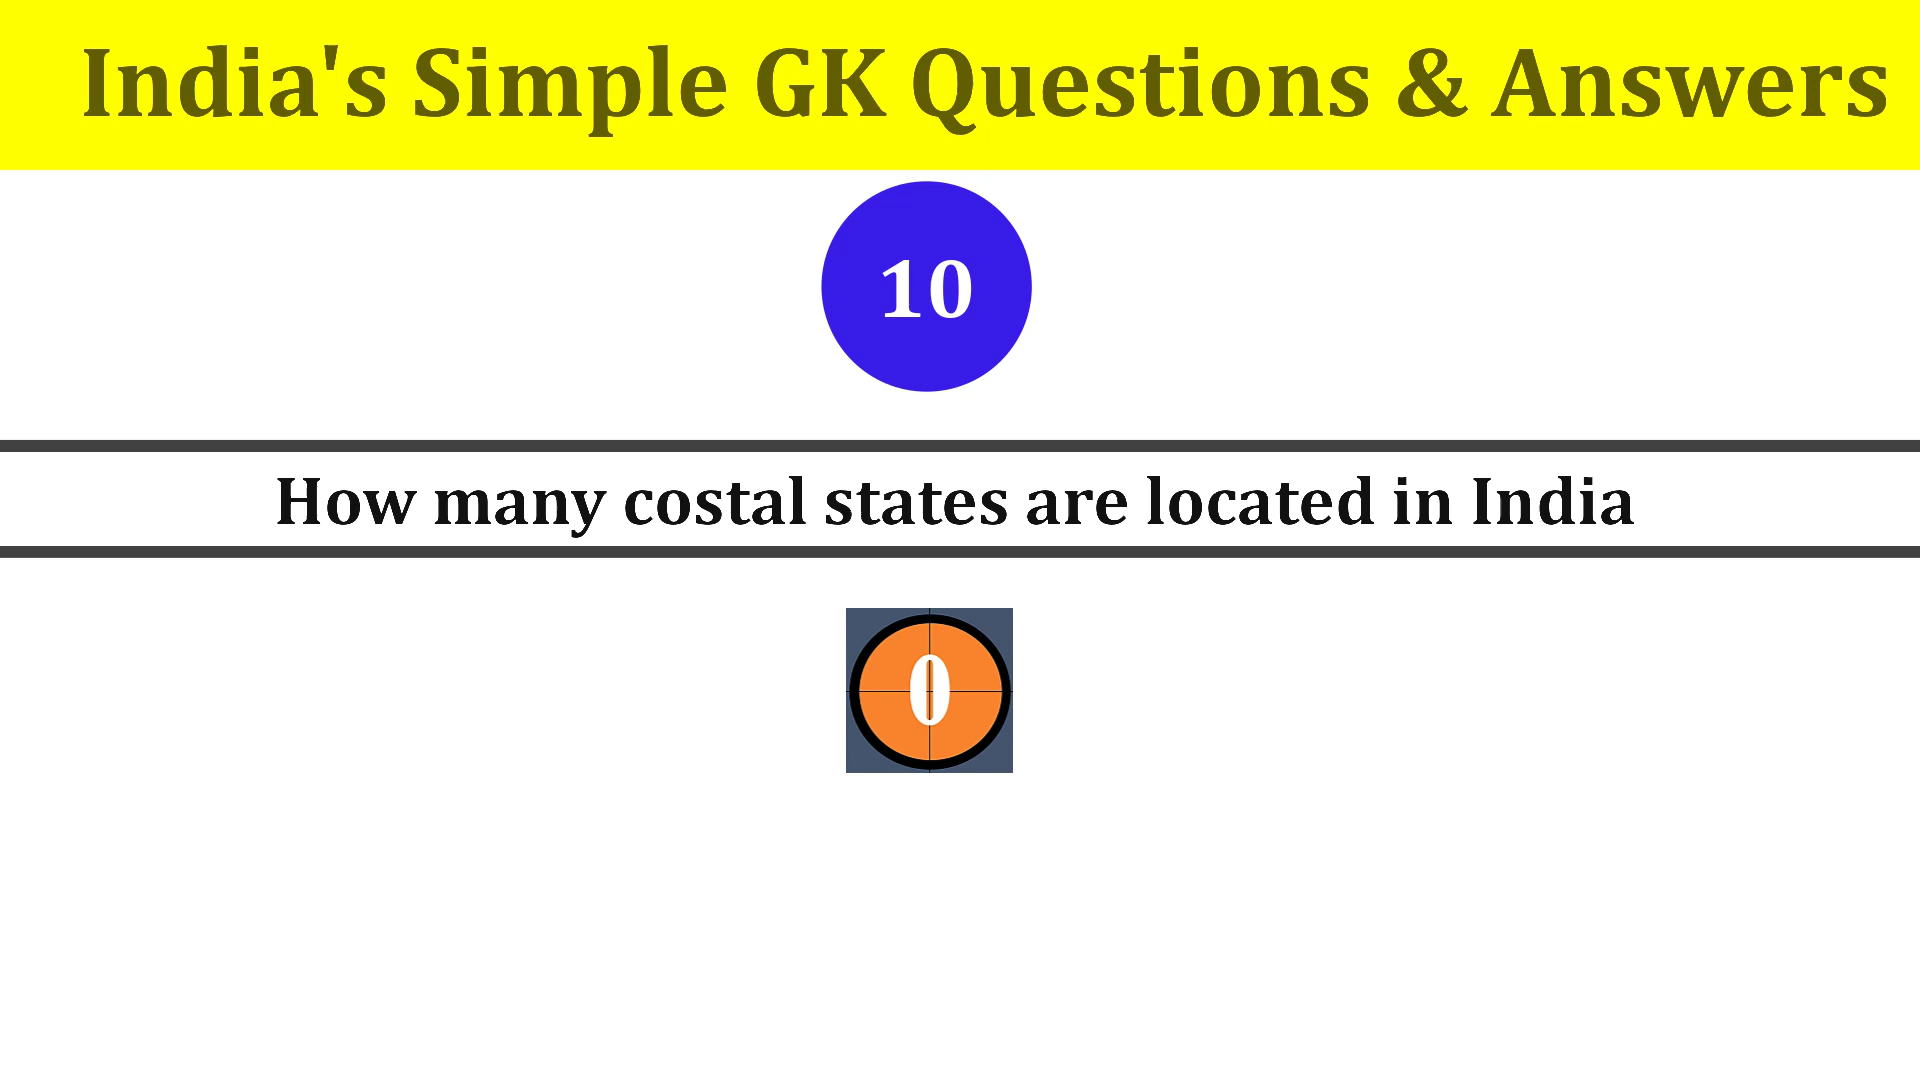 India's Simple GK Questions & Answers
10
How many costal states are located in India
0